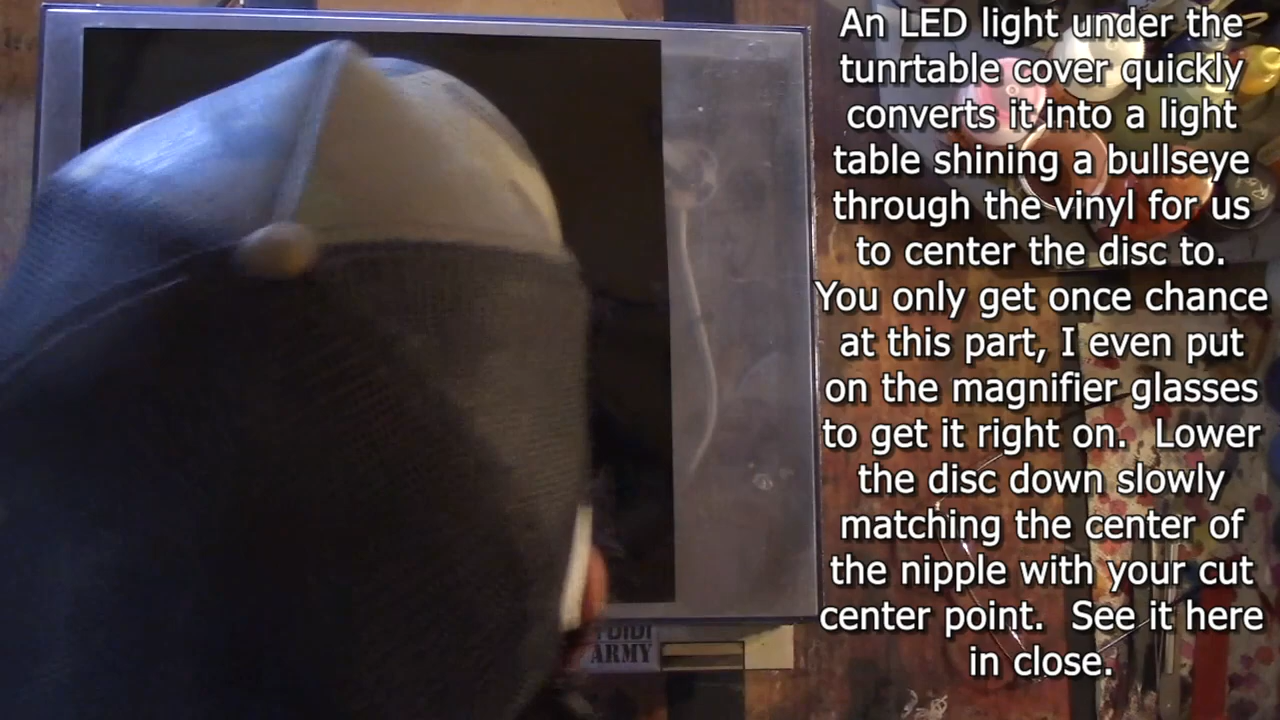 An LED light under the
tunrtable cover quickly
converts it into a light
table shining a bullseye
through the vinyl for us
to center the disc to.
You only get once chance
at this part, I even put
on the magnifier glasses
to get it right on.  Lower
the disc down slowly
matching the center of
the nipple with your cut
center point.  See it here
in close.
ARMY